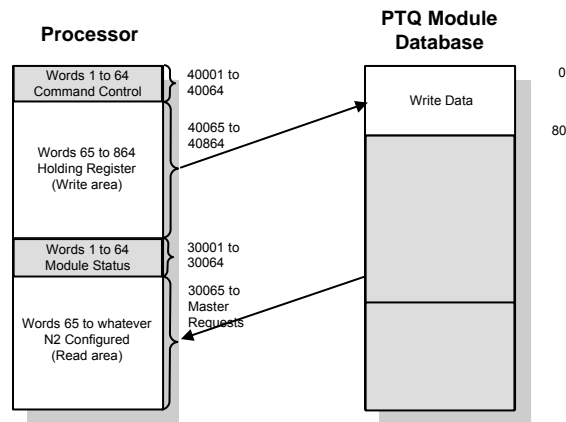 Processor
PTQ Module
Database
Words 1 to 64
Command Control
40001 to
40064
Write Data
0
80
40065 to
40864
Words 65 to 864
Holding Register
(Write area)
Words 1 to 64
Module Status
30001 to
30064
30065 to
Master
Requests
Words 65 to whatever
N2 Configured
(Read area)